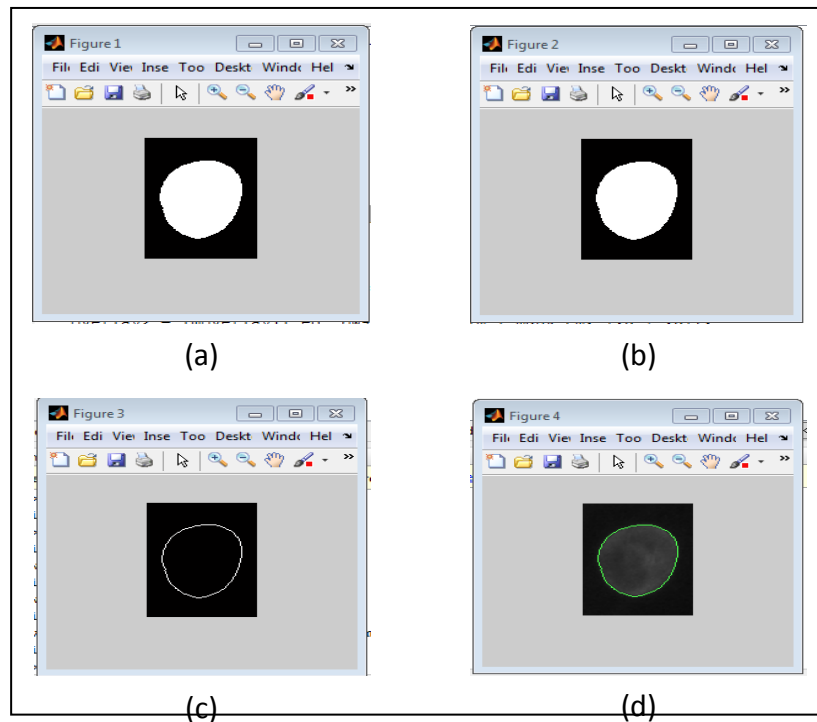 Figure 1
Fil Edi Vie Inse Too Deskt Windc Hel
(a)
Figure 2
Fil Edi Vie Inse Too Deskt Windc Hel
(b)
Figure 3
Fil Edi Vie Inse Too Deskt Windc Hel
(c)
Figure 4
Fil Edi Vie Inse Too Deskt Windc Hel
(d)